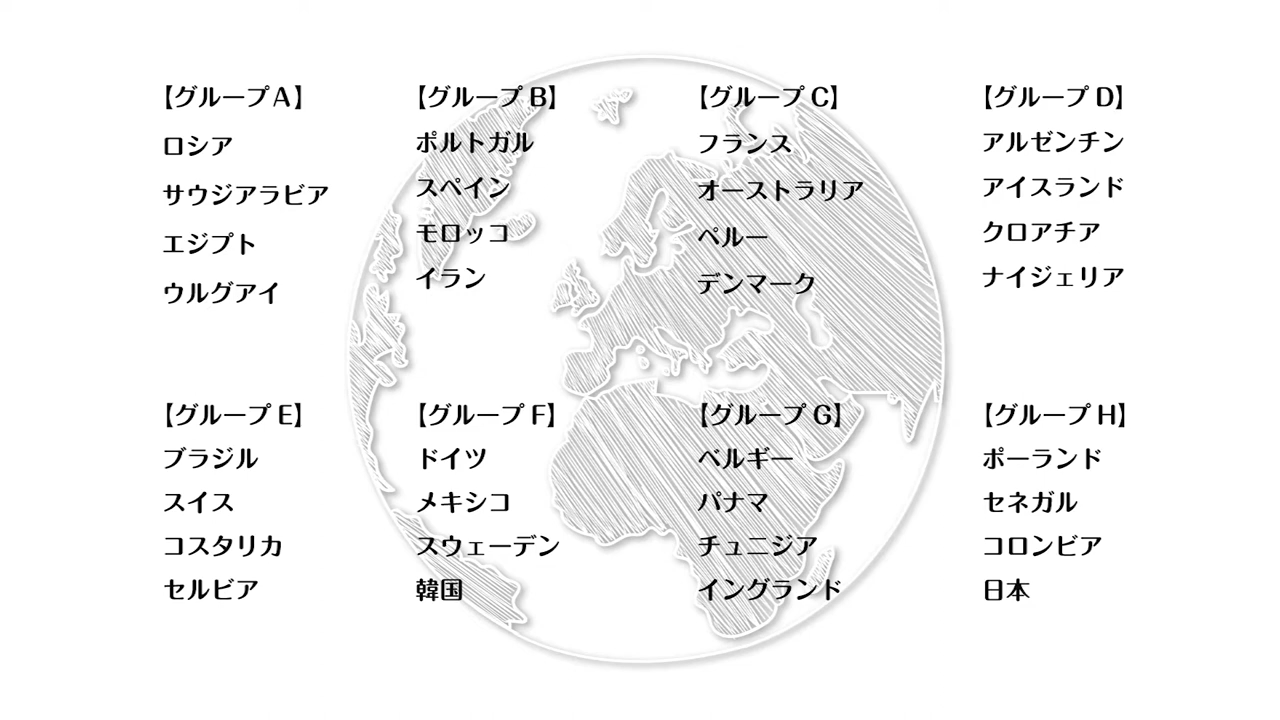 【グループA】
ロシア
サウジアラビア
エジプト
ウルグアイ
【グループB】
ポルトガル
スペイン
モロッコ
イラン
【グループC】
フランス
オーストラリア
ペルー
デンマーク
【グループD】
アルゼンチン
アイスランド
クロアチア
ナイジェリア
【グループE】
ブラジル
スイス
コスタリカ
セルビア
【グループF】
ドイツ
メキシコ
スウェーデン
韓国
【グループG】
ベルギー
パナマ
チュニジア
イングランド
【グループH】
ポーランド
セネガル
コロンビア
日本